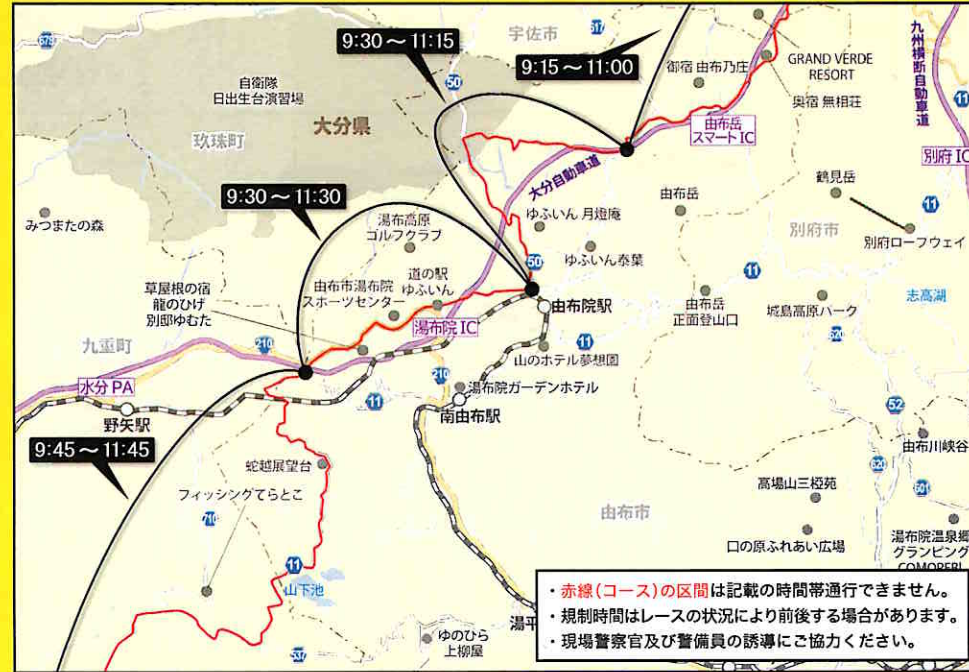 9:30～11:15
宇佐市
617
9:15～11:00
GRAND VERDE
RESORT
御宿 由布乃庄
奥宿 無相荘
九州横断自動車道
679
50
自衛隊
日出生台演習場
大分県
玖珠町
由布岳
スマートIC
11
別府IC
大分自動車道
9:30～11:30
鶴見岳
みつまたの森
湯布高原
ゴルフクラブ
ゆふいん 月燈庵
由布岳
11
別府市
別府ロープウェイ
草屋根の宿
龍のひげ
別邸ゆむた
由布市湯布院
スポーツセンター
道の駅
ゆふいん
50
ゆふいん泰葉
11
由布岳
正面登山口
志高湖
城島高原パーク
湯布院IC
由布院駅
620
九重町
210
11
山のホテル夢想園
水分PA
210
湯布院ガーデンホテル
11
南由布駅
52
野矢駅
9:45～11:45
由布川峡谷
蛇越展望台
620
フィッシングてらとこ
高場山三椏苑
601
710
由布市
口の原ふれあい広場
湯布院温泉郷
グランピング
COMOREBI
11
山下池
ゆのひら
上柳屋
湯平
537
・赤線(コース)の区間は記載の時間帯通行できません。
・規制時間はレースの状況により前後する場合があります。
・現場警察官及び警備員の誘導にご協力ください。